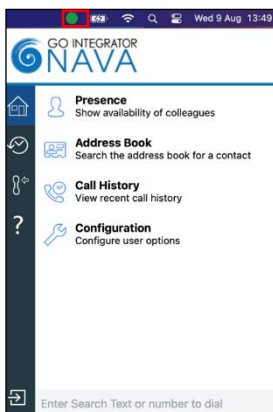 Wed 9 Aug 13:49
GO INTEGRATOR
NAVA
Presence
Show availability of colleagues
Address Book
Search the address book for a contact
Call History
View recent call history
?
Configuration
Configure user options
Enter Search Text or number to dial